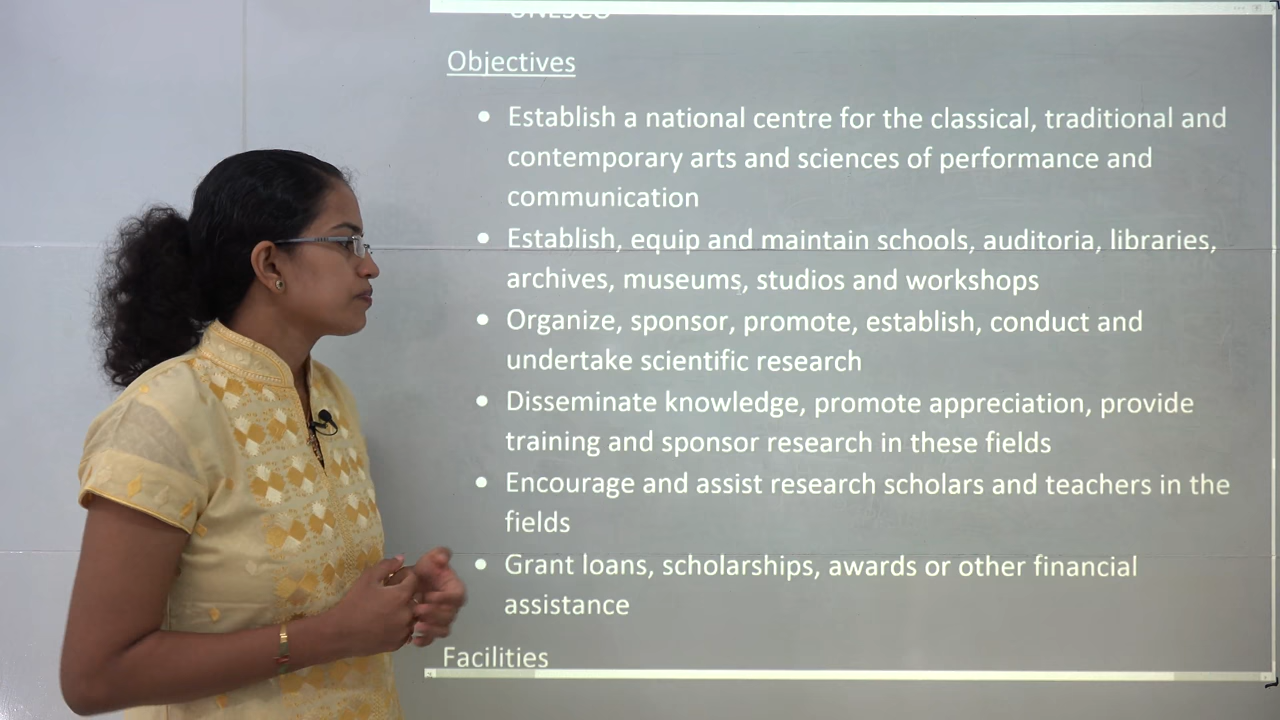 UNESCO
Objectives
• Establish a national centre for the classical, traditional and
contemporary arts and sciences of performance and
communication
• Establish, equip and maintain schools, auditoria, libraries,
archives, museums, studios and workshops
• Organize, sponsor, promote, establish, conduct and
undertake scientific research
• Disseminate knowledge, promote appreciation, provide
training and sponsor research in these fields
• Encourage and assist research scholars and teachers in the
fields
• Grant loans, scholarships, awards or other financial
assistance
Facilities